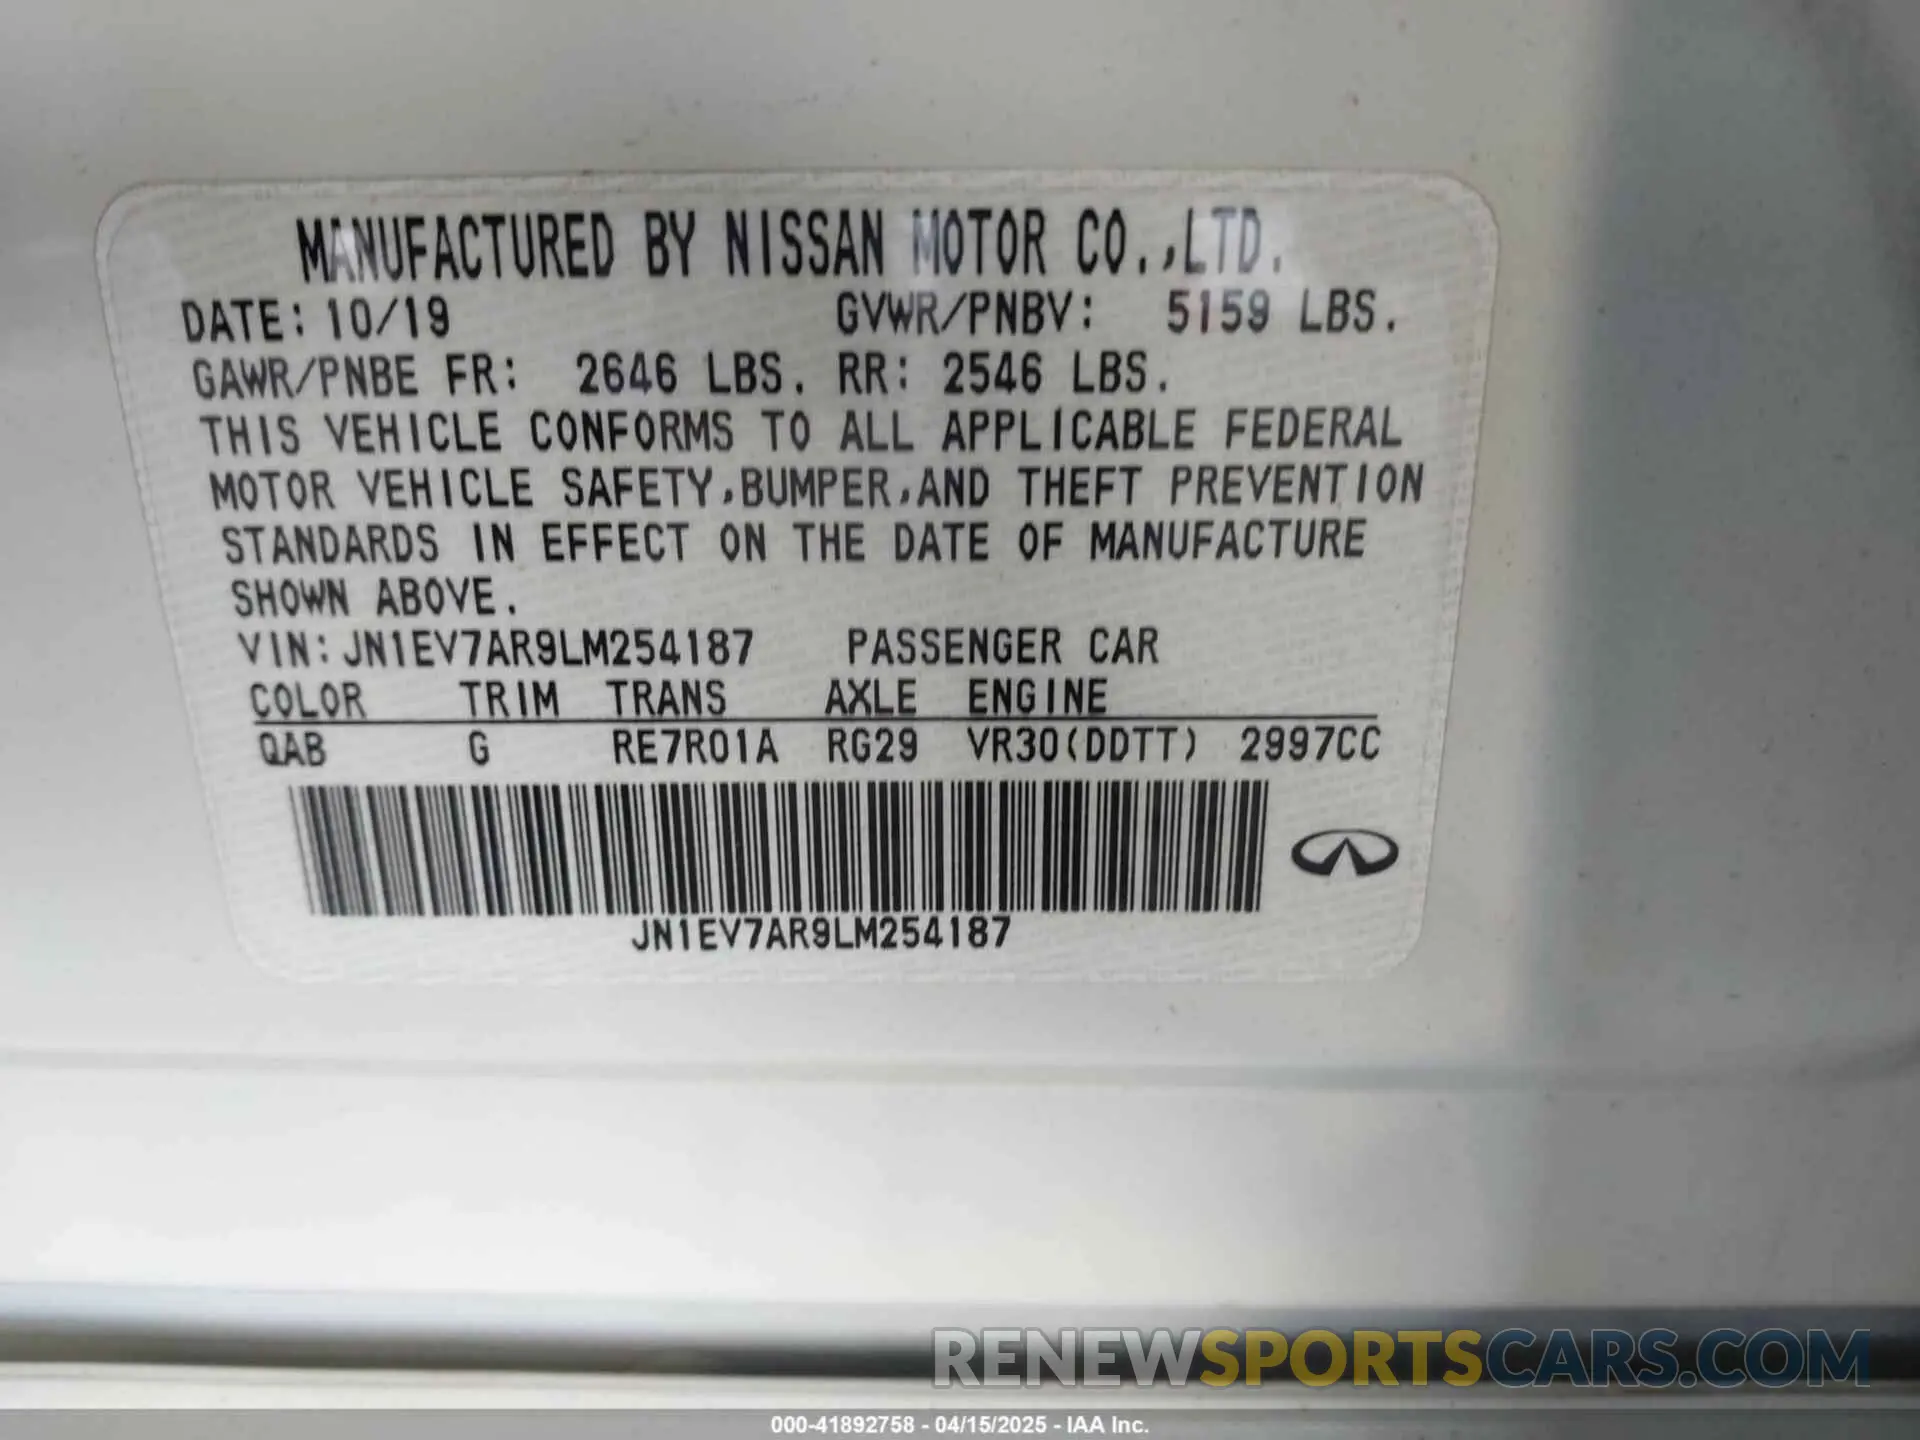 MANUFACTURED BY NISSAN MOTOR CO.,LTD.
DATE: 10/19 GVWR/PNBV: 5159 LBS.
GAWR/PNBE FR: 2646 LBS. RR: 2546 LBS.
THIS VEHICLE CONFORMS TO ALL APPLICABLE FEDERAL
MOTOR VEHICLE SAFETY,BUMPER,AND THEFT PREVENTION
STANDARDS IN EFFECT ON THE DATE OF MANUFACTURE
SHOWN ABOVE.
VIN: JN1EV7AR9LM254187 PASSENGER CAR
COLOR TRIM TRANS AXLE ENGINE
QAB G RE7R01A RG29 VR30(DDTT) 2997CC
JN1EV7AR9LM254187
RENEWSPORTSCARS.COM
000-41892758 - 04/15/2025 - IAA Inc.